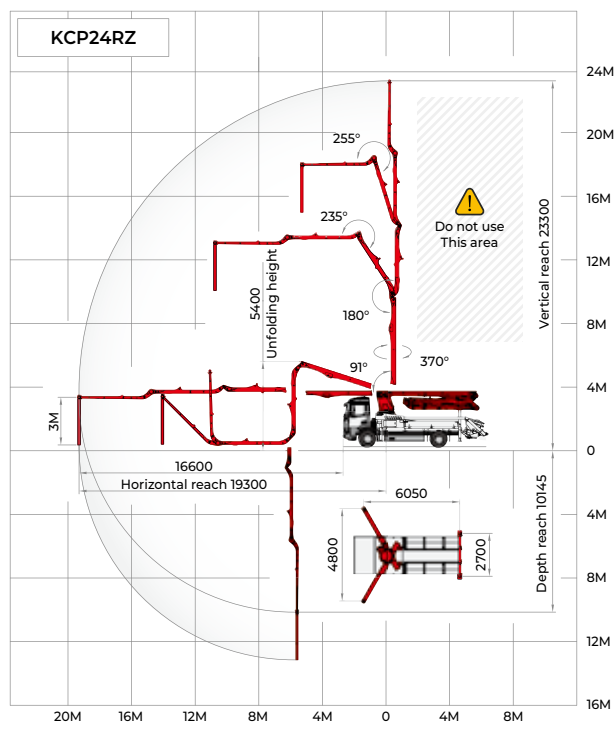 KCP24RZ
24M
20M
16M
12M
8M
4M
0
4M
8M
12M
16M
255°
235°
180°
91°
370°
Do not use
This area
Vertical reach 23300
5400
Unfolding height
3M
16600
Horizontal reach 19300
6050
4800
2700
Depth reach 10145
20M
16M
12M
8M
4M
0
4M
8M